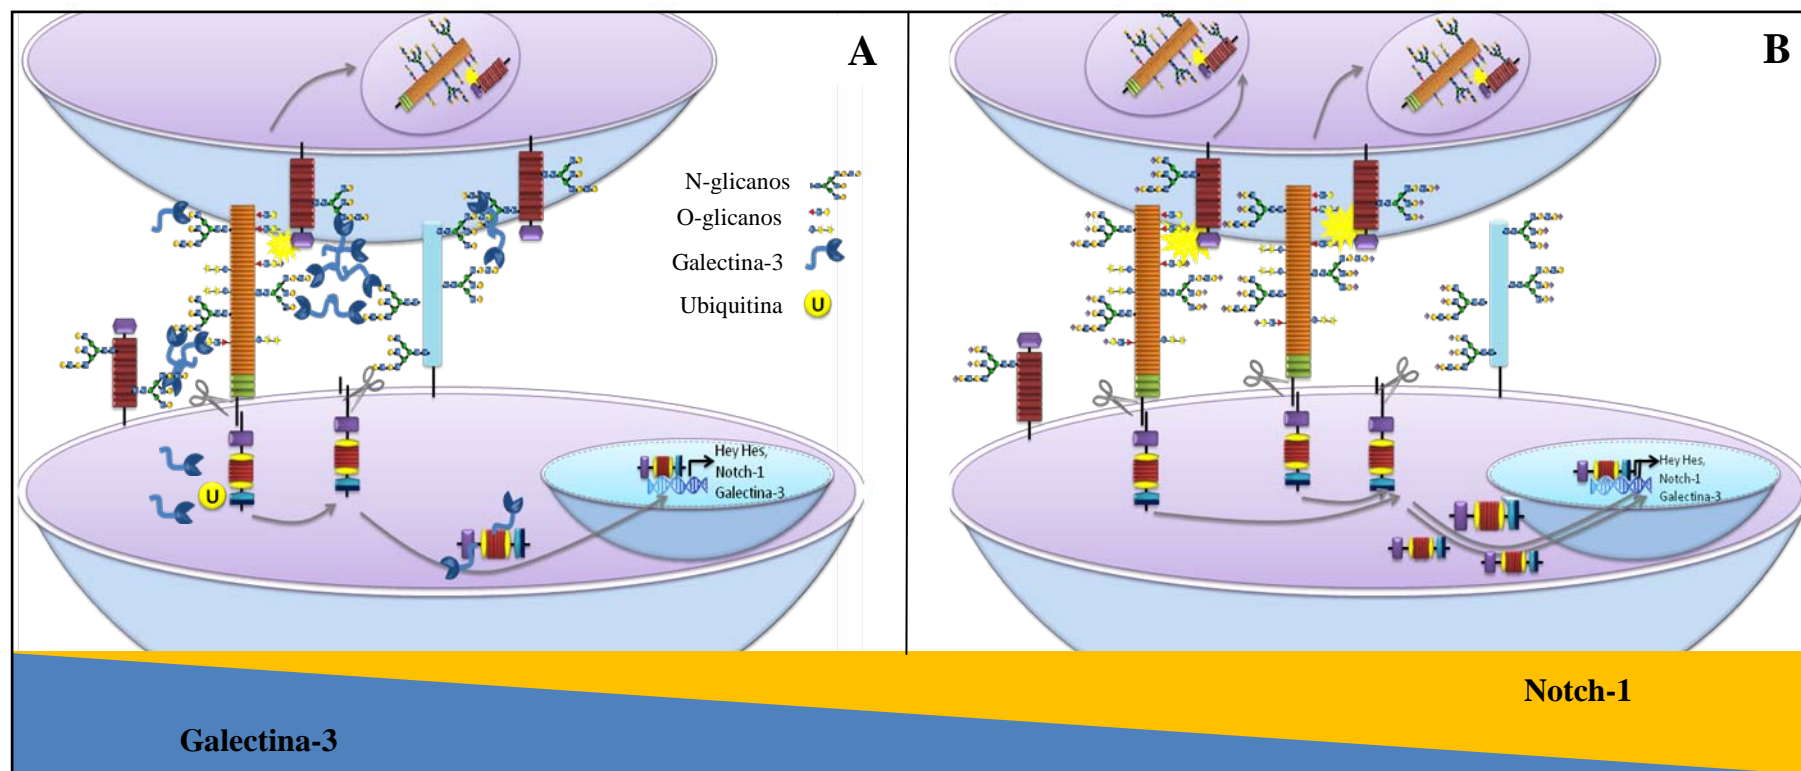 A
N-glicanos
O-glicanos
Galectina-3
Ubiquitina U
U
Hey Hes,
Notch-1
Galectina-3
B
Hey Hes,
Notch-1
Galectina-3
Notch-1
Galectina-3